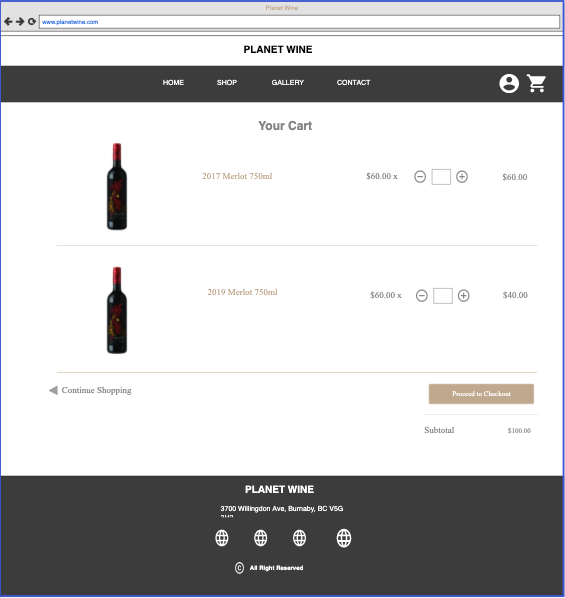 Planet Wine
www.planetwine.com
PLANET WINE
HOME SHOP GALLERY CONTACT
Your Cart
2017 Merlot 750ml $60.00 x $60.00
2019 Merlot 750ml $60.00 x $40.00
Continue Shopping
Proceed to Checkout
Subtotal $100.00
PLANET WINE
3700 Willingdon Ave, Burnaby, BC V5G
© All Right Reserved